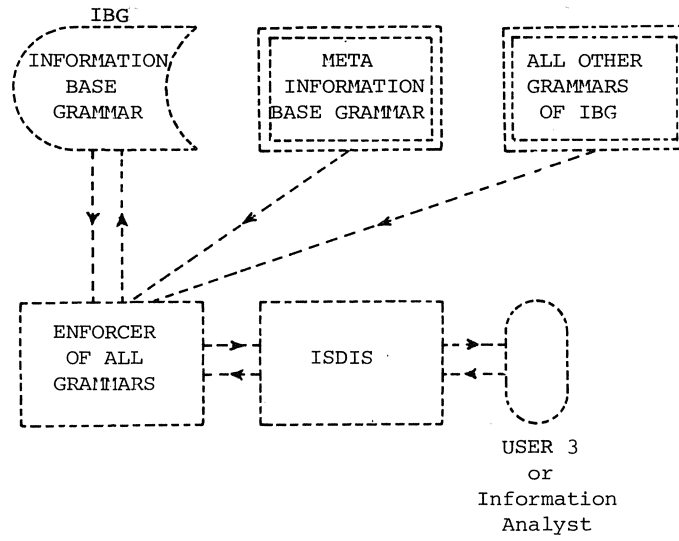 IBG
INFORMATION
BASE
GRAMMAR
META
INFORMATION
BASE GRAMMAR
ALL OTHER
GRAMMARS
OF IBG
ENFORCER
OF ALL
GRAMMARS
ISDIS
USER 3
or
Information
Analyst